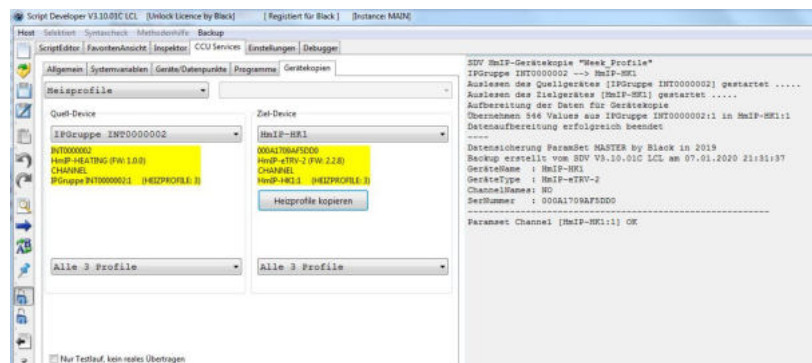 Script Developer V3.10.01C LCL [Unlock Licence by Black] [ Registiert für Black ] [Instance: MAIN]
Host Selektiert Syntaxcheck Methodenhilfe Backup
ScriptEditor FavoritenAnsicht Inspektor CCU Services Einstellungen Debugger
Allgemein Systemvariablen Geräte/Datenpunkte Programme Gerätekopien
Heizprofile
Quell-Device
IPGruppe INT0000002
INT0000002
HmIP-HEATING (FW: 1.0.0)
CHANNEL
IPGruppe INT0000002:1 (HEIZPROFILE: 3)
Alle 3 Profile
Ziel-Device
HmIP-HK1
000A1709AF5DD0
HmIP-eTRV-2 (FW: 2.2.8)
CHANNEL
HmIP-HK1:1 (HEIZPROFILE: 3)
Heizprofile kopieren
Alle 3 Profile
Nur Testlauf, kein reales Übertragen
SDV HmIP-Gerätekopie "Week_Profile"
IPGruppe INT0000002 --> HmIP-HK1
Auslesen des Quellgerätes [IPGruppe INT0000002] gestartet .....
Auslesen des Zielgerätes [HmIP-HK1] gestartet .....
Aufbereitung der Daten für Gerätekopie
Übernehmen 546 Values aus IPGruppe INT0000002:1 in HmIP-HK1:1
Datenaufbereitung erfolgreich beendet
----
Datensicherung ParamSet MASTER by Black in 2019
Backup erstellt vom SDV V3.10.01C LCL am 07.01.2020 21:31:37
GeräteName : HmIP-HK1
GeräteType : HmIP-eTRV-2
ChannelNames: NO
SerNummer : 000A1709AF5DD0
------------------------------------------------------------
Paramset Channel [HmIP-HK1:1] OK